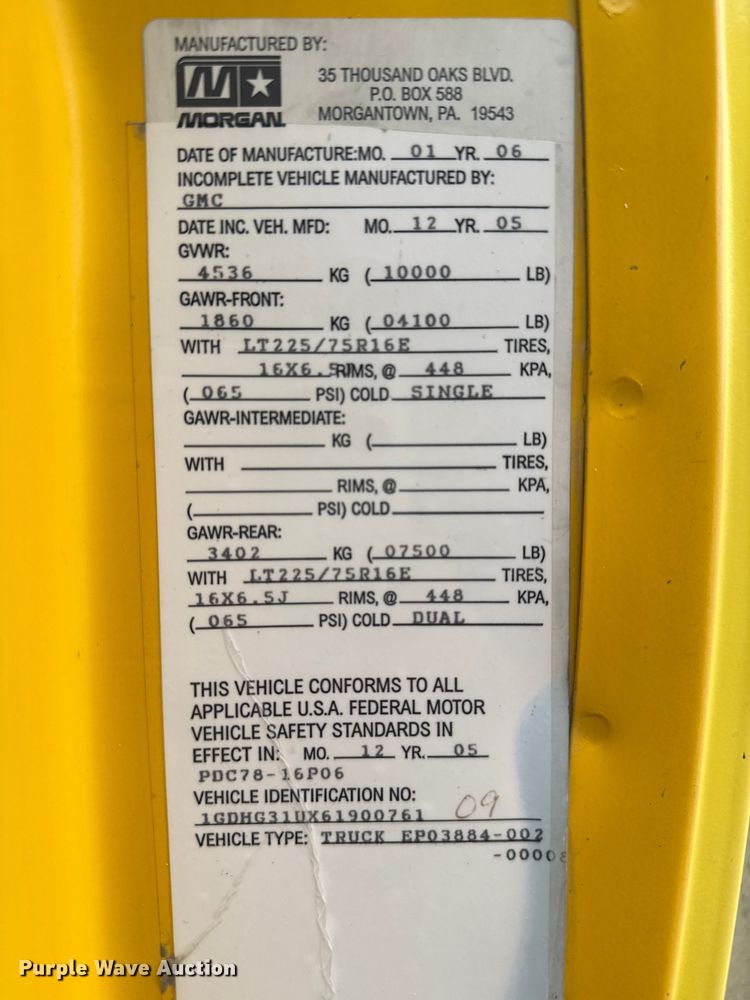 MANUFACTURED BY:
M
MORGAN
35 THOUSAND OAKS BLVD.
P.O. BOX 588
MORGANTOWN, PA. 19543
DATE OF MANUFACTURE:MO. 01 YR. 06
INCOMPLETE VEHICLE MANUFACTURED BY:
GMC
DATE INC. VEH. MFD: MO. 12 YR. 05
GVWR:
4536 KG ( 10000 LB)
GAWR-FRONT:
1860 KG ( 04100 LB)
WITH LT225/75R16E TIRES,
16X6.5J RIMS, @ 448 KPA,
( 065 PSI) COLD SINGLE
GAWR-INTERMEDIATE:
KG ( LB)
WITH TIRES,
RIMS, @ KPA,
( PSI) COLD
GAWR-REAR:
3402 KG ( 07500 LB)
WITH LT225/75R16E TIRES,
16X6.5J RIMS, @ 448 KPA,
( 065 PSI) COLD DUAL
THIS VEHICLE CONFORMS TO ALL
APPLICABLE U.S.A. FEDERAL MOTOR
VEHICLE SAFETY STANDARDS IN
EFFECT IN: MO. 12 YR. 05
PDC78-16P06
VEHICLE IDENTIFICATION NO:
1GDHG31UX61900761 09
VEHICLE TYPE: TRUCK EP03884-002
-00008
Purple Wave Auction